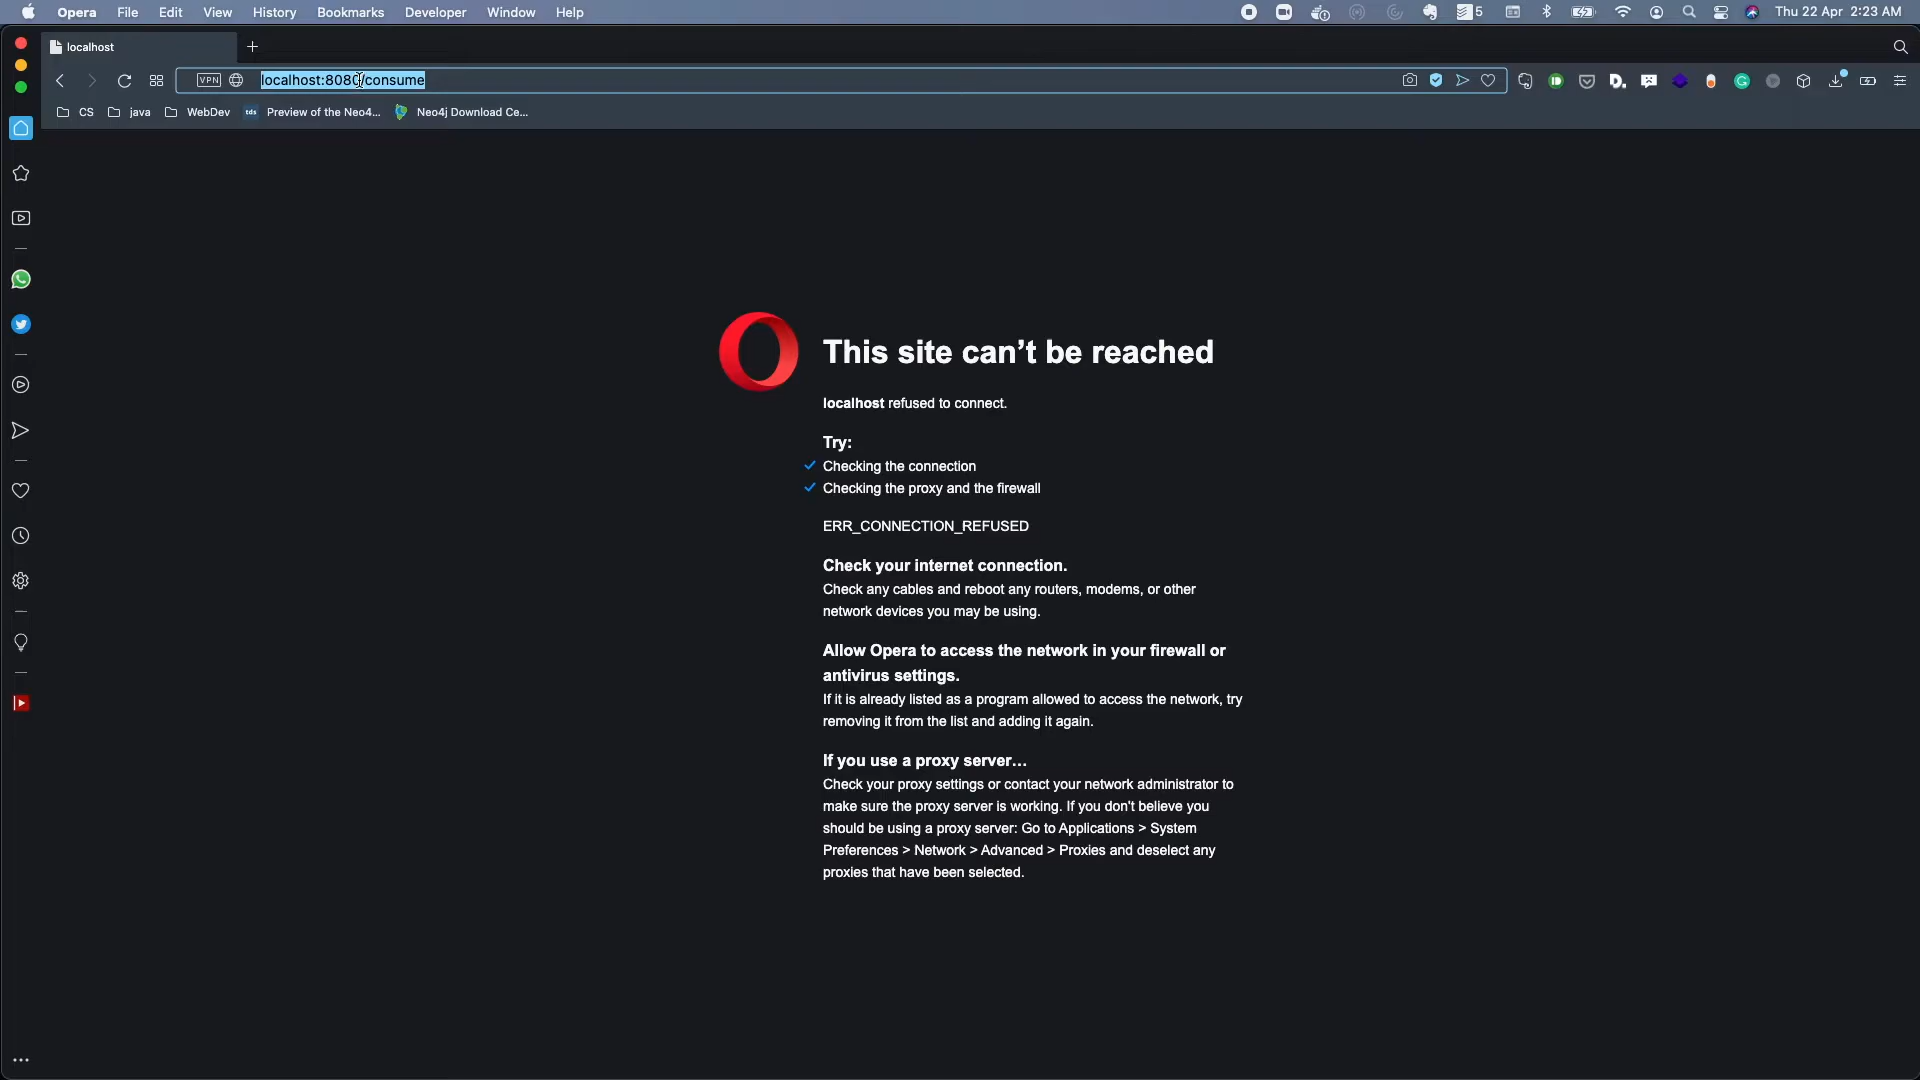 Opera File Edit View History Bookmarks Developer Window Help 5 Thu 22 Apr 2:23 AM
localhost
VPN localhost:8080/consume
CS java WebDev tds Preview of the Neo4... Neo4j Download Ce...
This site can’t be reached
localhost refused to connect.
Try:
Checking the connection
Checking the proxy and the firewall
ERR_CONNECTION_REFUSED
Check your internet connection.
Check any cables and reboot any routers, modems, or other
network devices you may be using.
Allow Opera to access the network in your firewall or
antivirus settings.
If it is already listed as a program allowed to access the network, try
removing it from the list and adding it again.
If you use a proxy server…
Check your proxy settings or contact your network administrator to
make sure the proxy server is working. If you don't believe you
should be using a proxy server: Go to Applications > System
Preferences > Network > Advanced > Proxies and deselect any
proxies that have been selected.